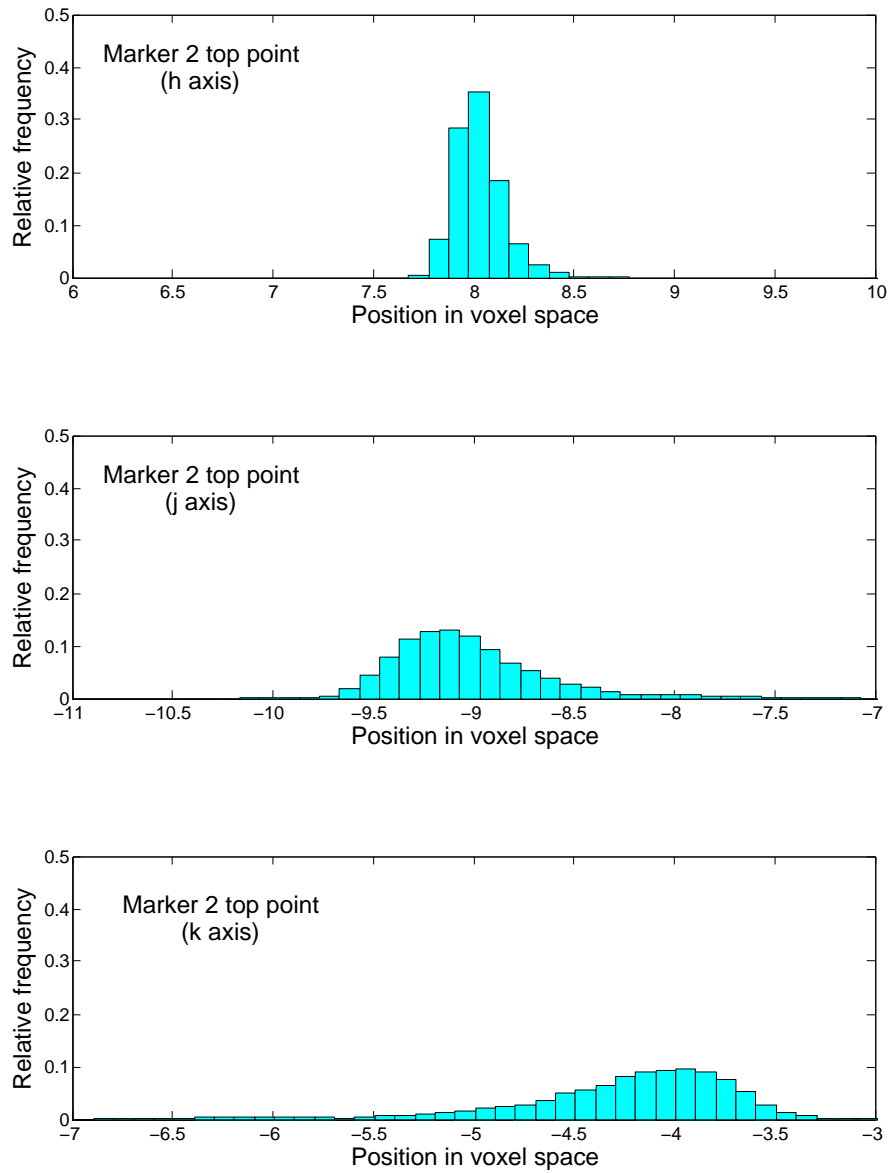 0.5
Marker 2 top point
(h axis)
0.4
0.3
0.2
0.1
0
Relative frequency
6 6.5 7 7.5 8 8.5 9 9.5 10
Position in voxel space
0.5
Marker 2 top point
(j axis)
0.4
0.3
0.2
0.1
0
Relative frequency
−11 −10.5 −10 −9.5 −9 −8.5 −8 −7.5 −7
Position in voxel space
0.5
Marker 2 top point
(k axis)
0.4
0.3
0.2
0.1
0
Relative frequency
−7 −6.5 −6 −5.5 −5 −4.5 −4 −3.5 −3
Position in voxel space